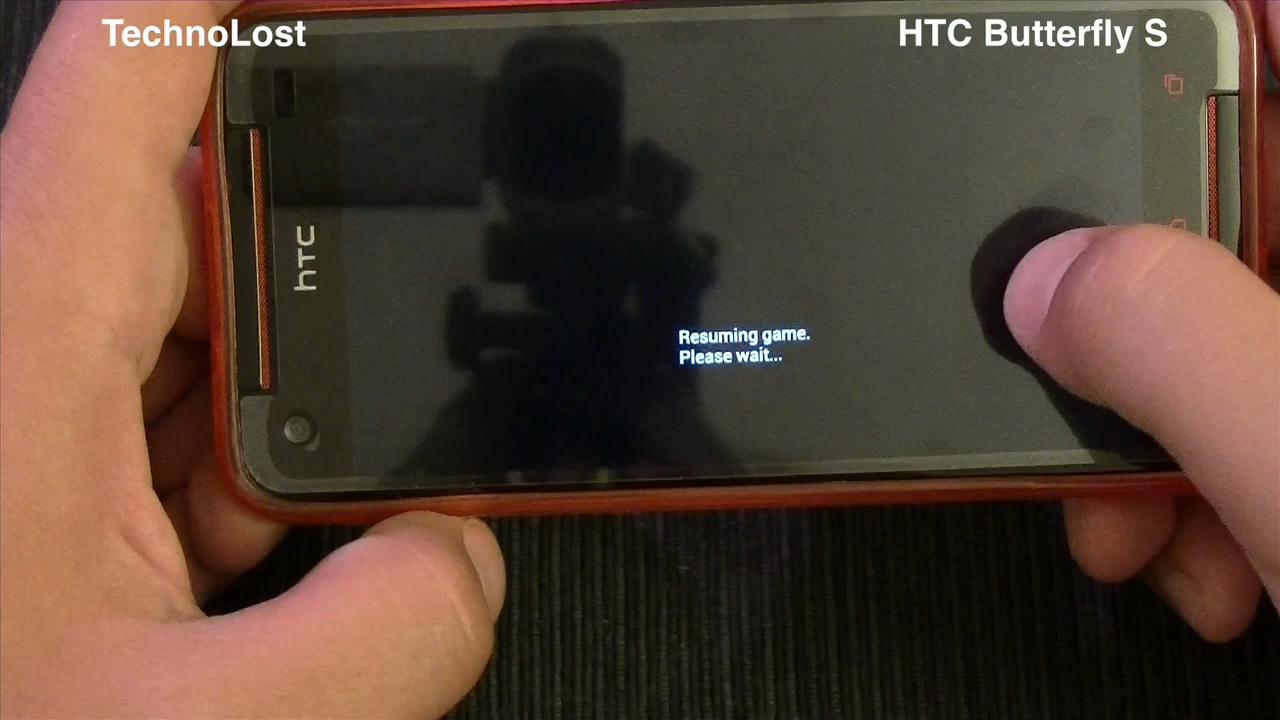 TechnoLost
HTC Butterfly S
hTC
Resuming game.
Please wait...